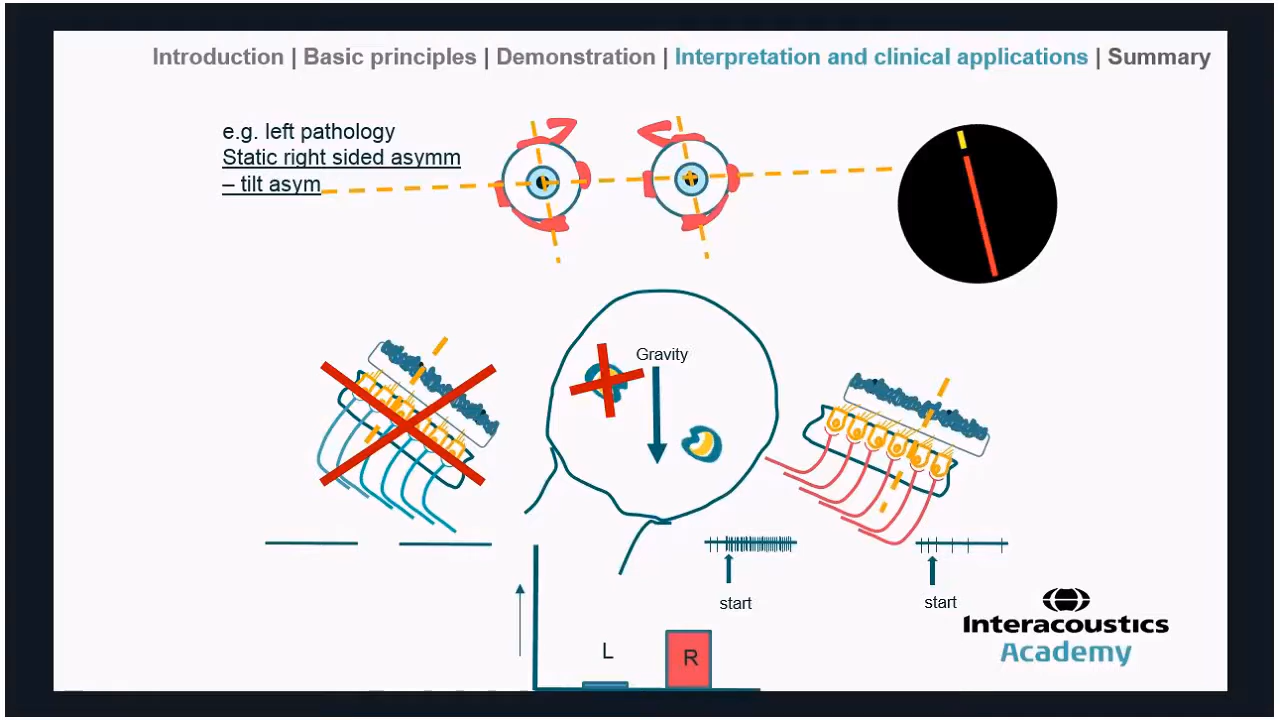 Introduction | Basic principles | Demonstration | Interpretation and clinical applications | Summary
e.g. left pathology
Static right sided asymm
– tilt asym
Gravity
start
start
L
R
Interacoustics
Academy